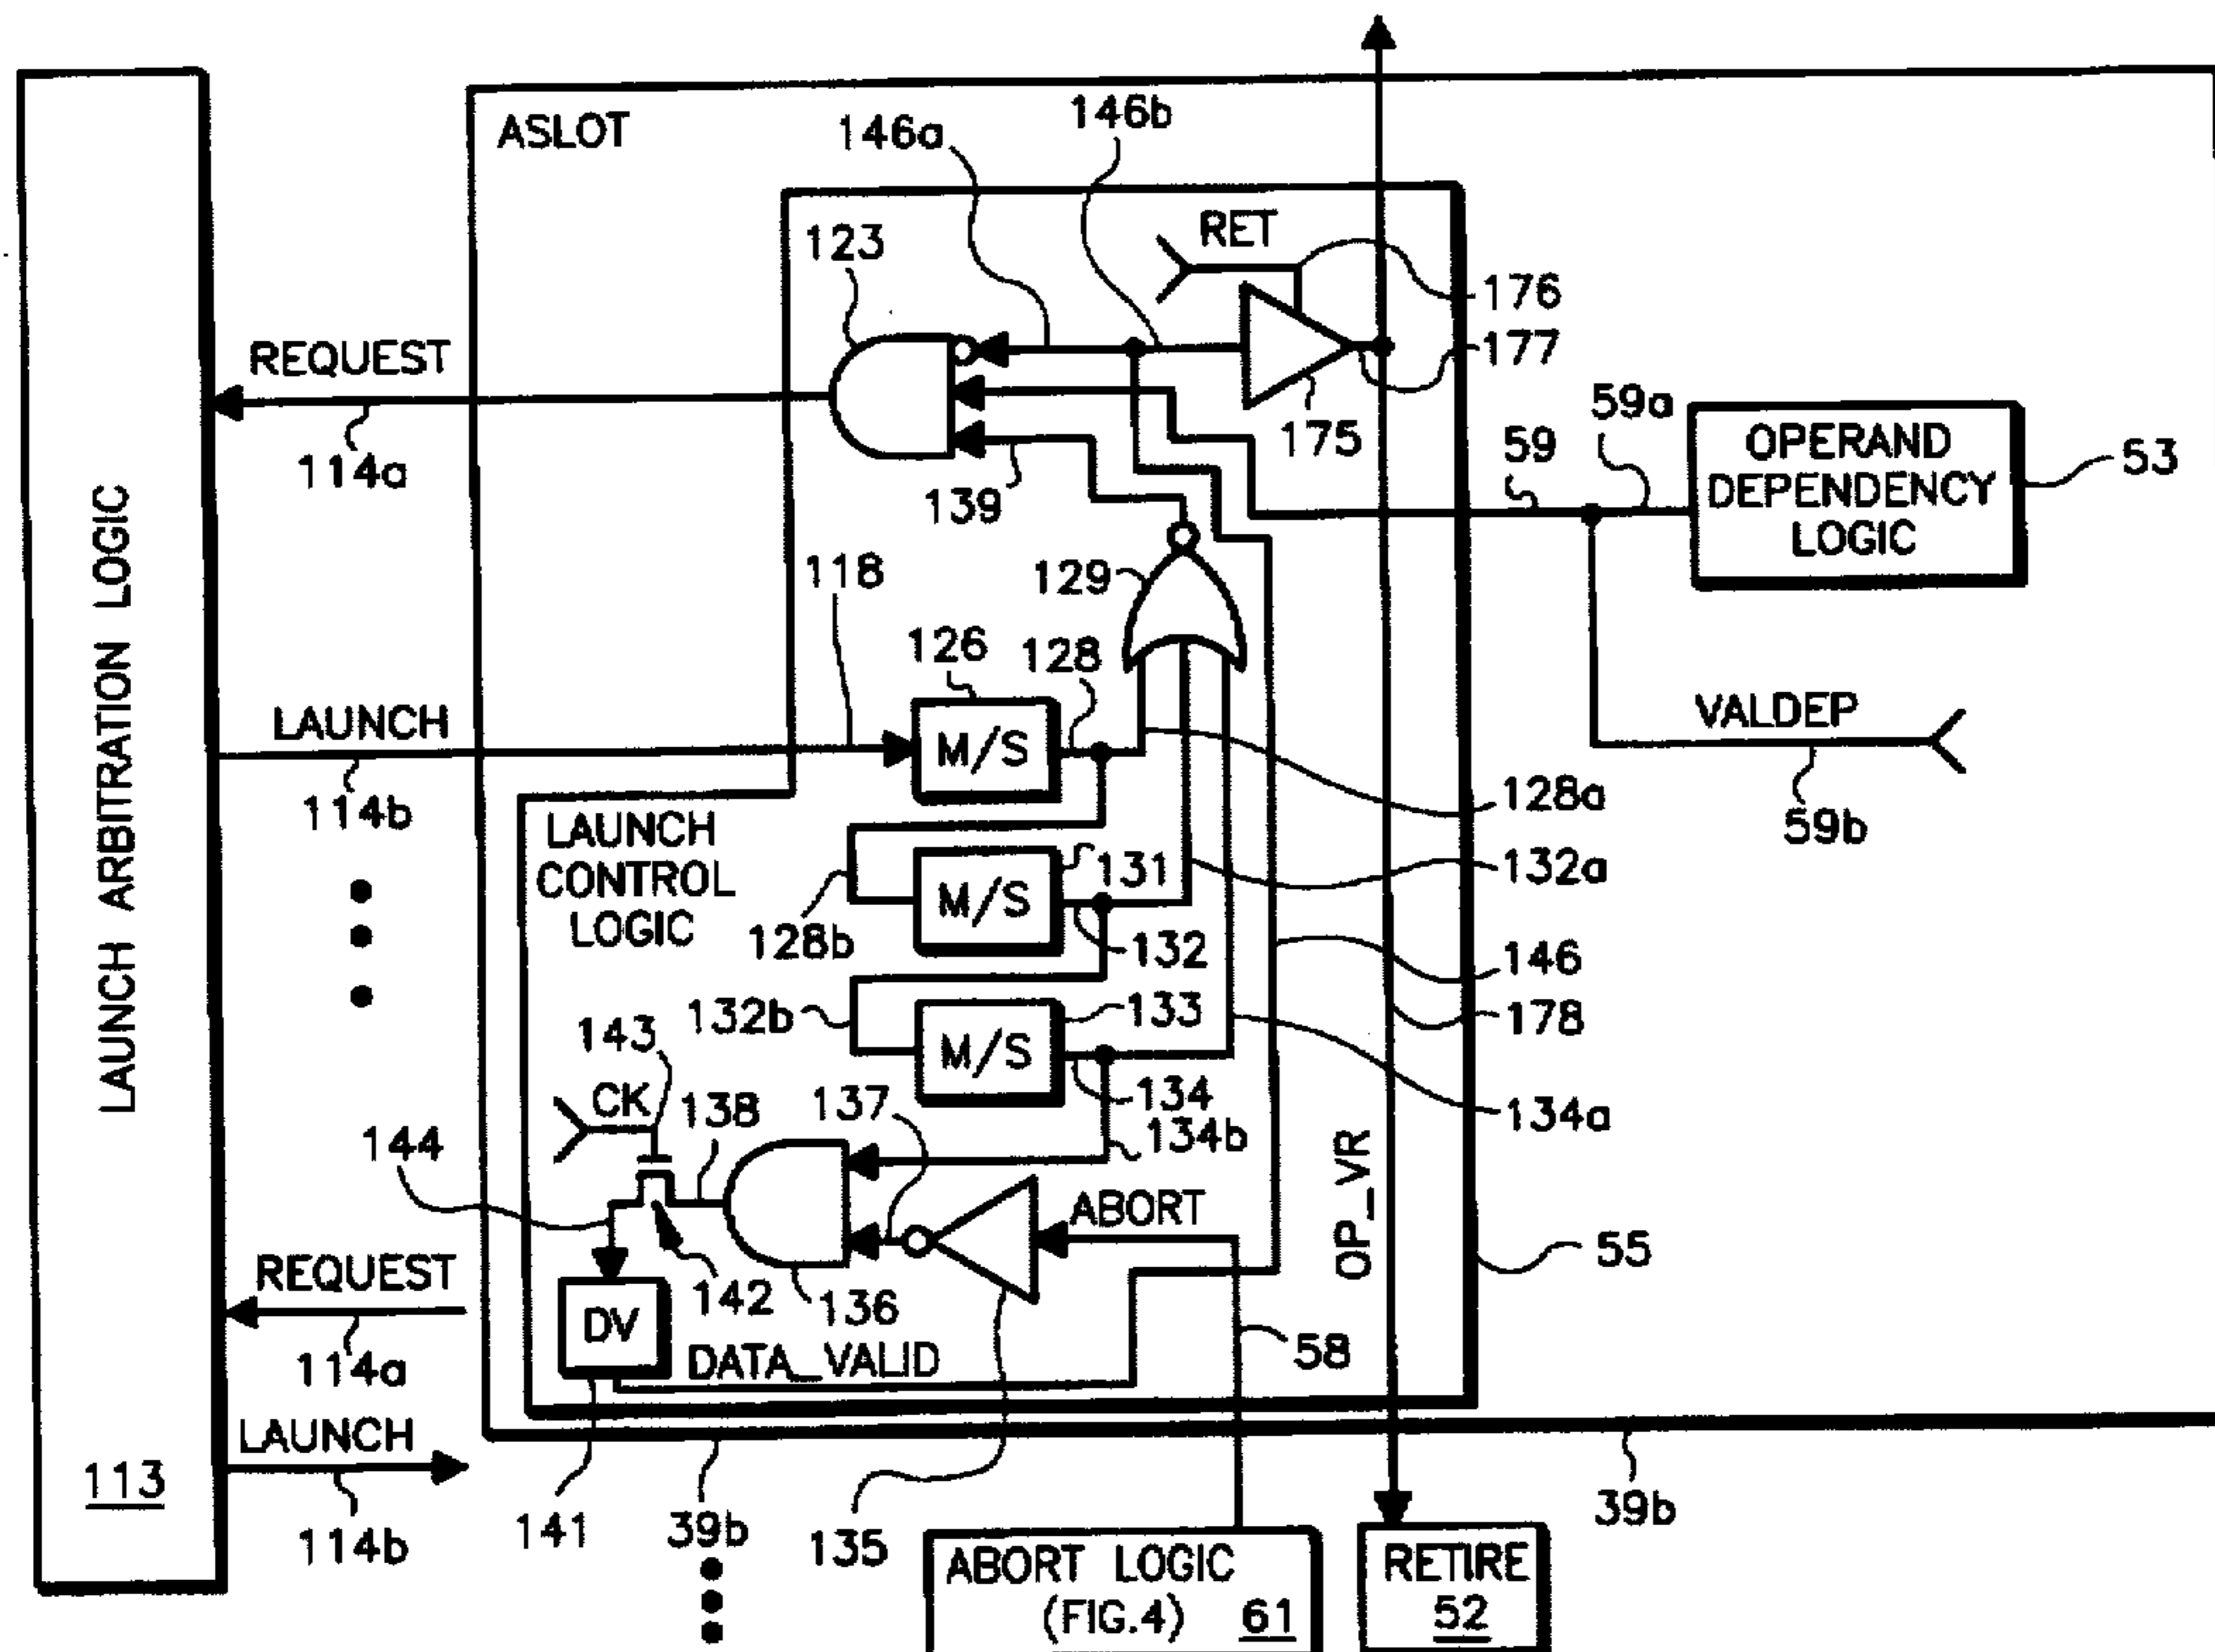 ASLOT
146a
146b
123
RET
176
177
REQUEST
114a
175
59a
59
OPERAND
DEPENDENCY
LOGIC
53
139
LAUNCH ARBITRATION LOGIC
118
129
126
128
LAUNCH
M/S
VALDEP
114b
128a
59b
LAUNCH
CONTROL
LOGIC
131
132a
M/S
128b
132
146
133
178
132b
M/S
143
CK
138
137
134
134b
134a
144
ABORT
OP_VR
142
136
55
REQUEST
114a
DV
DATA_VALID
58
LAUNCH
113
114b
141
39b
135
39b
ABORT LOGIC
(FIG.4)
61
RETIRE
52